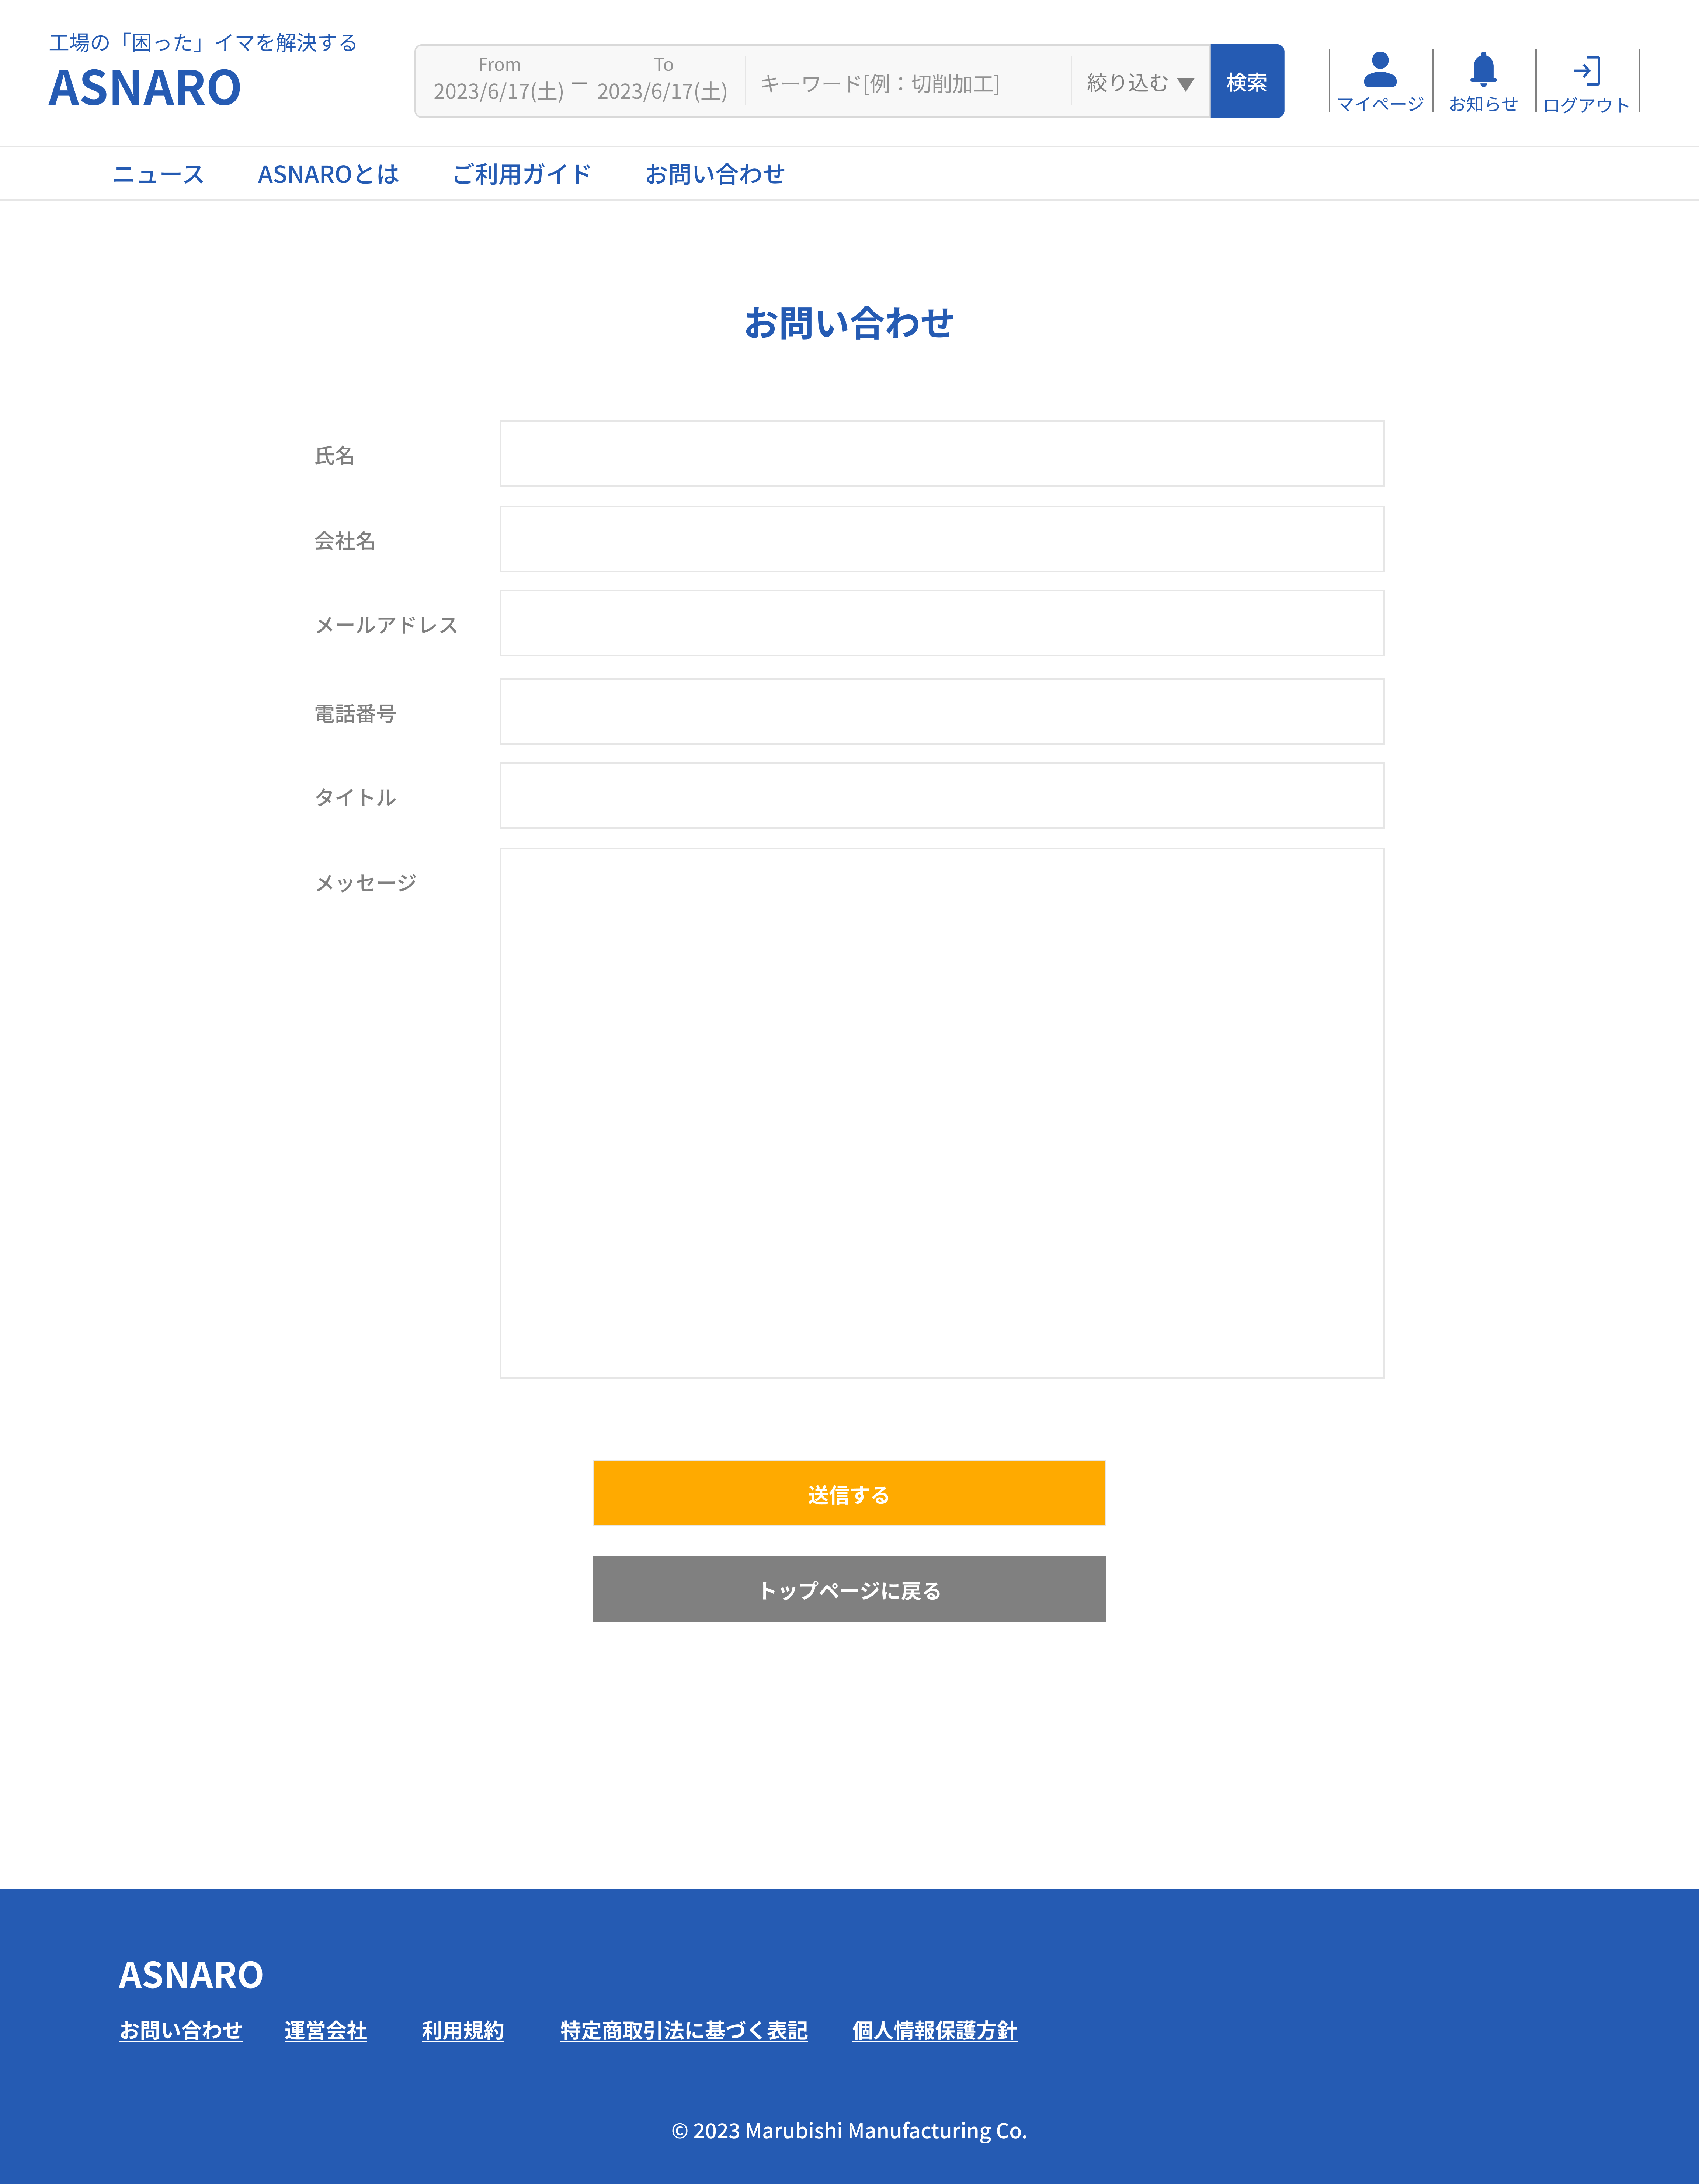 工場の「困った」イマを解決する
ASNARO
From
To
2023/6/17(土) – 2023/6/17(土)
キーワード[例：切削加工]
絞り込む ▼
検索
マイページ
お知らせ
ログアウト
ニュース
ASNAROとは
ご利用ガイド
お問い合わせ
お問い合わせ
氏名
会社名
メールアドレス
電話番号
タイトル
メッセージ
送信する
トップページに戻る
ASNARO
お問い合わせ
運営会社
利用規約
特定商取引法に基づく表記
個人情報保護方針
© 2023 Marubishi Manufacturing Co.